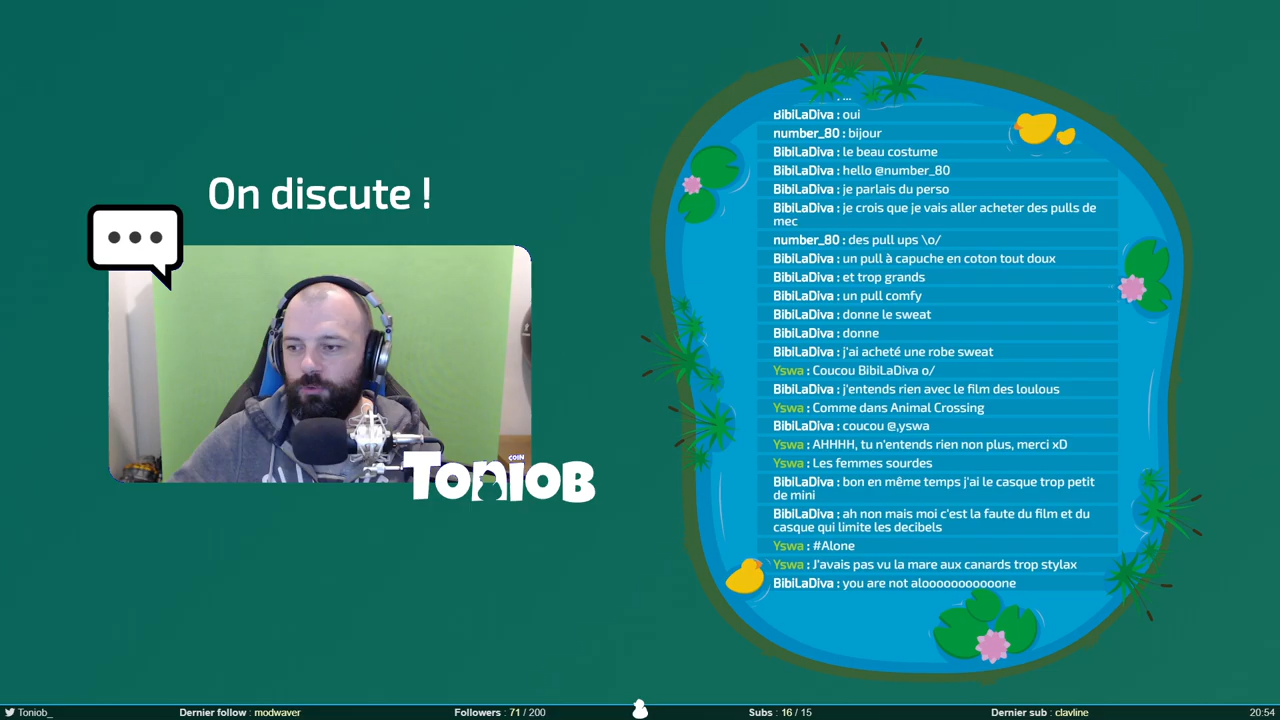 On discute !
COIN
TONIOB
BibiLaDiva : oui
number_80 : bijour
BibiLaDiva : le beau costume
BibiLaDiva : hello @number_80
BibiLaDiva : je parlais du perso
BibiLaDiva : je crois que je vais aller acheter des pulls de
mec
number_80 : des pull ups \o/
BibiLaDiva : un pull à capuche en coton tout doux
BibiLaDiva : et trop grands
BibiLaDiva : un pull comfy
BibiLaDiva : donne le sweat
BibiLaDiva : donne
BibiLaDiva : j'ai acheté une robe sweat
Yswa : Coucou BibiLaDiva o/
BibiLaDiva : j'entends rien avec le film des loulous
Yswa : Comme dans Animal Crossing
BibiLaDiva : coucou @,yswa
Yswa : AHHHH, tu n'entends rien non plus, merci xD
Yswa : Les femmes sourdes
BibiLaDiva : bon en même temps j'ai le casque trop petit
de mini
BibiLaDiva : ah non mais moi c'est la faute du film et du
casque qui limite les decibels
Yswa : #Alone
Yswa : J'avais pas vu la mare aux canards trop stylax
BibiLaDiva : you are not alooooooooooone
Toniob_
Dernier follow : modwaver
Followers : 71 / 200
Subs : 16 / 15
Dernier sub : clavline
20:54